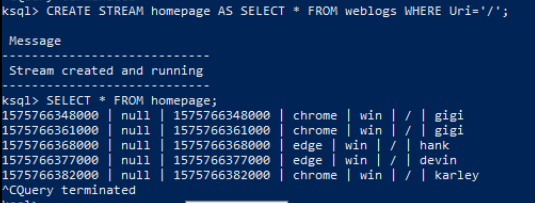 ksql> CREATE STREAM homepage AS SELECT * FROM weblogs WHERE Uri='/';
Message
----------------------------
Stream created and running
----------------------------
ksql> SELECT * FROM homepage;
1575766348000 | null | 1575766348000 | chrome | win | / | gigi
1575766361000 | null | 1575766361000 | chrome | win | / | gigi
1575766368000 | null | 1575766368000 | edge | win | / | hank
1575766377000 | null | 1575766377000 | edge | win | / | devin
1575766382000 | null | 1575766382000 | chrome | win | / | karley
^CQuery terminated